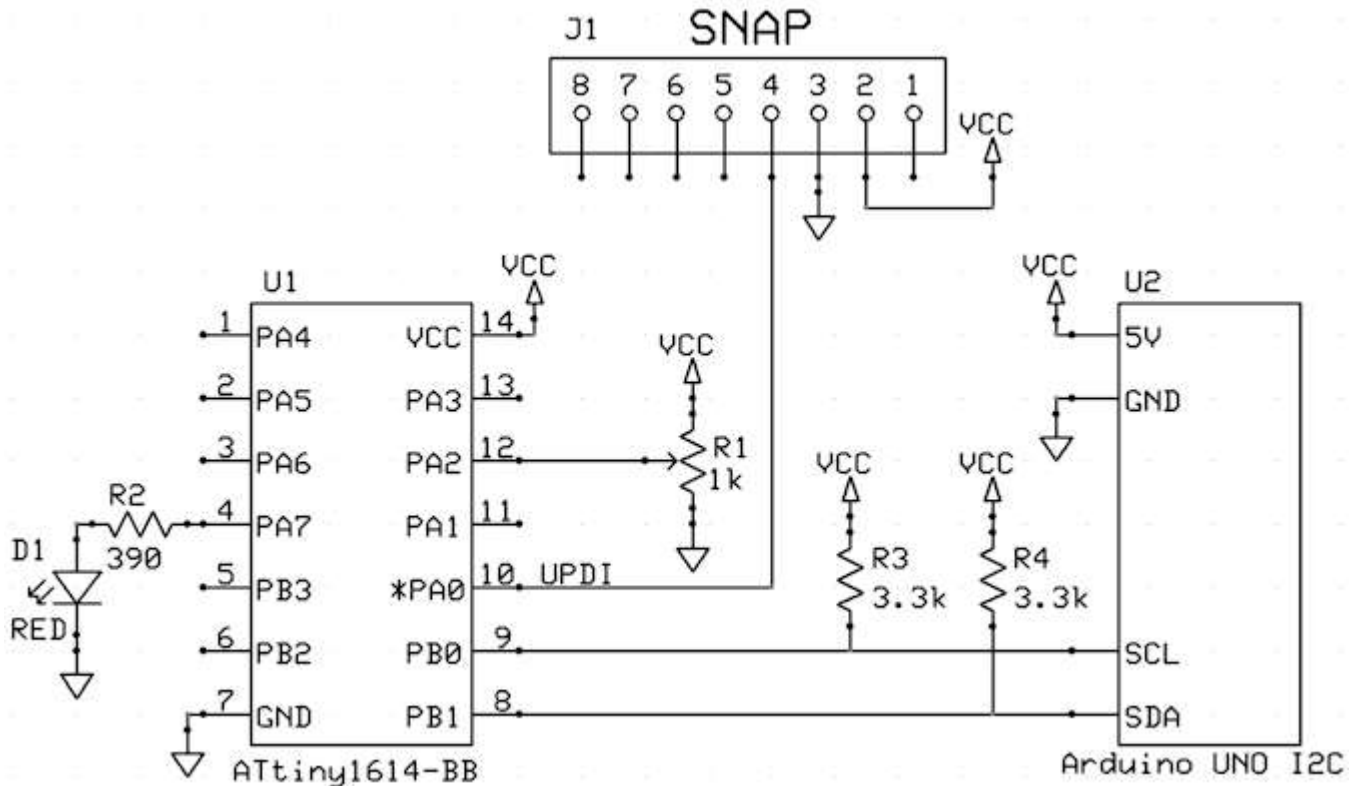 J1 SNAP
8 7 6 5 4 3 2 1
VCC
U1
VCC
VCC
U2
1 PA4 VCC 14
5V
VCC
2 PA5 PA3 13
GND
3 PA6 PA2 12
R1
1k
VCC VCC
R2
390
4 PA7 PA1 11
D1
RED
5 PB3 *PA0 10 UPDI
R3
3.3k
R4
3.3k
6 PB2 PB0 9
SCL
7 GND PB1 8
SDA
ATtiny1614-BB
Arduino UNO I2C